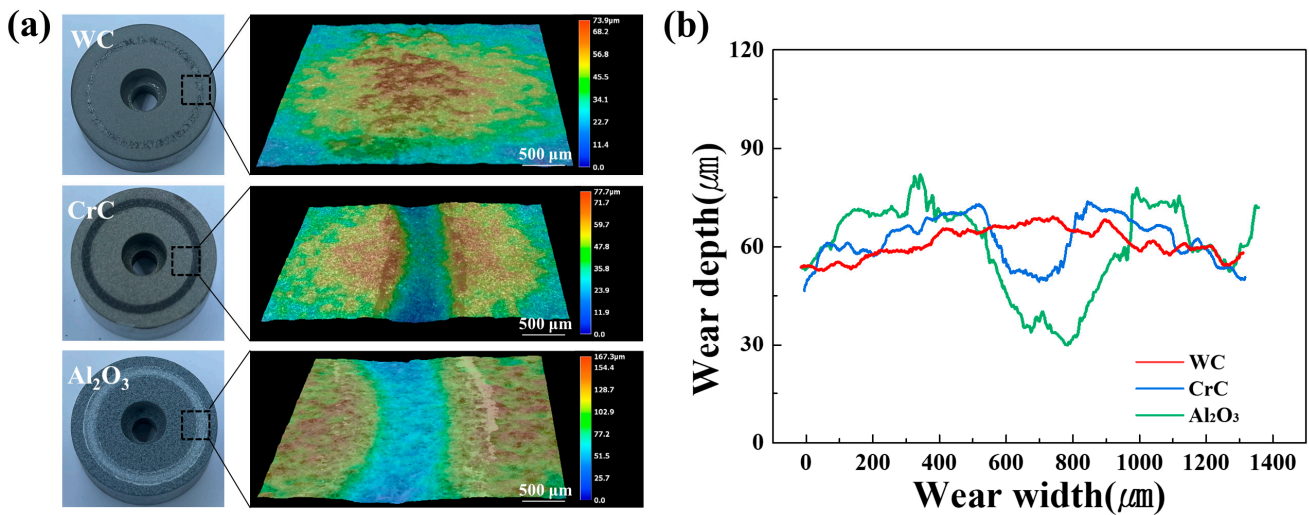 (a)
WC
73.9μm
68.2
56.8
45.5
34.1
22.7
11.4
0.0
500 μm
CrC
77.7μm
71.7
59.7
47.8
35.8
23.9
11.9
0.0
500 μm
Al₂O₃
167.3μm
154.4
128.7
102.9
77.2
51.5
25.7
0.0
500 μm
(b)
Wear depth(㎛)
120
90
60
30
0
WC
CrC
Al₂O₃
0 200 400 600 800 1000 1200 1400
Wear width(㎛)